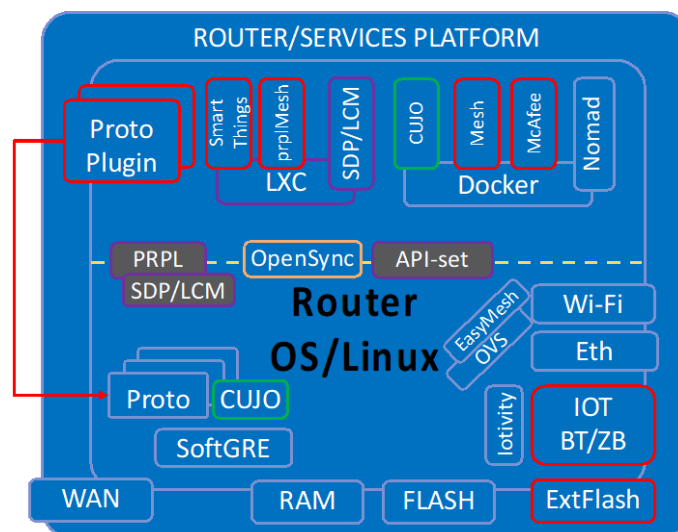 ROUTER/SERVICES PLATFORM
Proto
Plugin
Smart
Things
prplMesh
SDP/LCM
LXC
CUJO
Mesh
McAfee
Nomad
Docker
PRPL
SDP/LCM
OpenSync
API-set
Router
OS/Linux
EasyMesh
OVS
Wi-Fi
Eth
Proto
CUJO
SoftGRE
Iotivity
IOT
BT/ZB
WAN
RAM
FLASH
ExtFlash